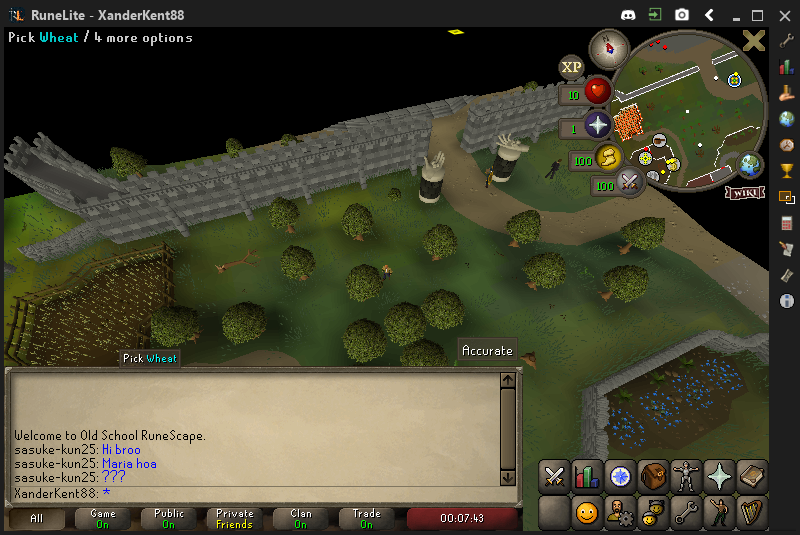 RuneLite - XanderKent88
Pick Wheat / 4 more options
XP
10
1
100
100
WIKI
Pick Wheat
Accurate
Welcome to Old School RuneScape.
sasuke-kun25: Hi broo
sasuke-kun25: Maria hoa
sasuke-kun25: ???
XanderKent88: *
All
Game
On
Public
On
Private
Friends
Clan
On
Trade
On
00:07:43